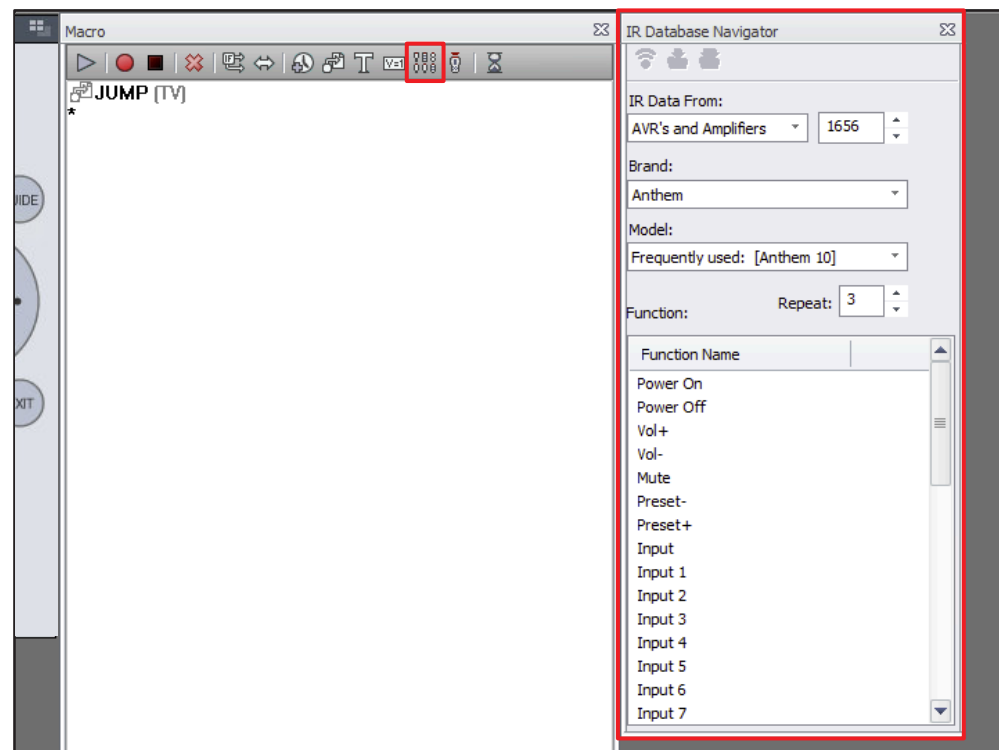 Macro
V=1
JUMP (TV)
*
IR Database Navigator
IR Data From:
AVR's and Amplifiers
1656
Brand:
Anthem
Model:
Frequently used: [Anthem 10]
Function:
Repeat:
3
Function Name
Power On
Power Off
Vol+
Vol-
Mute
Preset-
Preset+
Input
Input 1
Input 2
Input 3
Input 4
Input 5
Input 6
Input 7